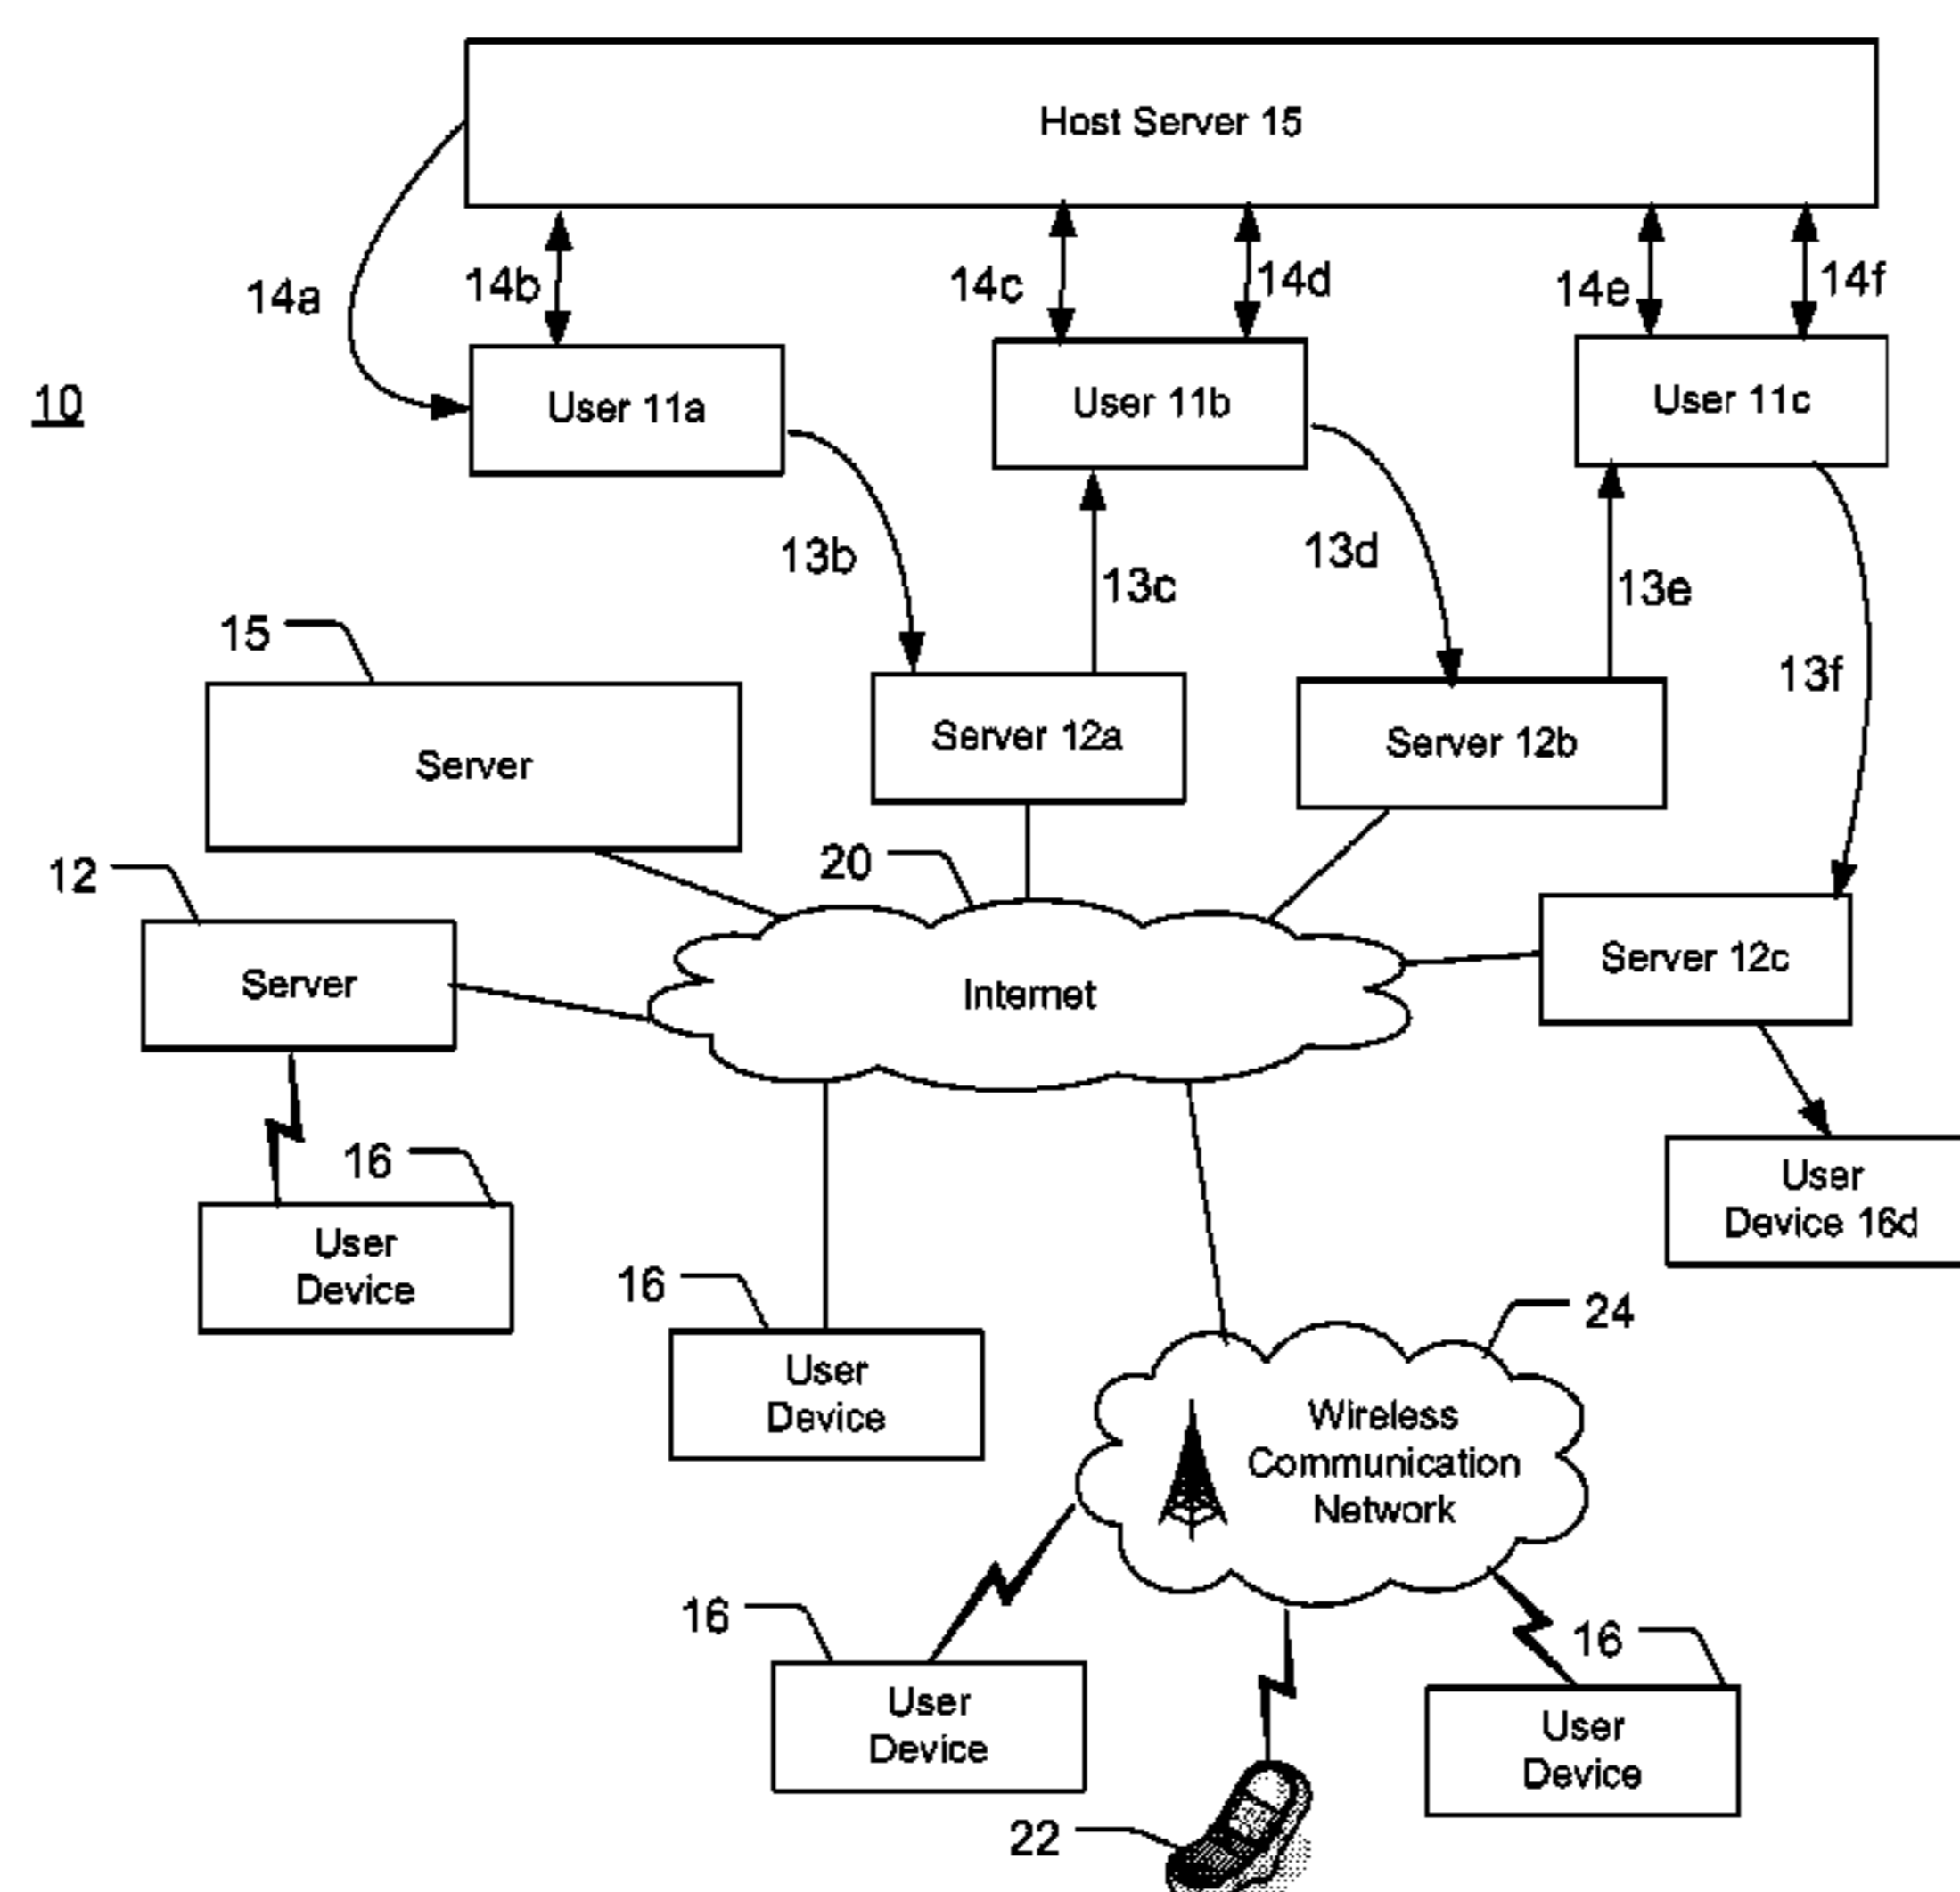 Host Server 15
14a
14b
14c
14d
14e
14f
10
User 11a
User 11b
User 11c
13b
13c
13d
13e
13f
15
Server
Server 12a
Server 12b
12
20
Server
Internet
Server 12c
16
User
Device
User
Device 16d
16
User
Device
24
Wireless
Communication
Network
16
User
Device
16
User
Device
22